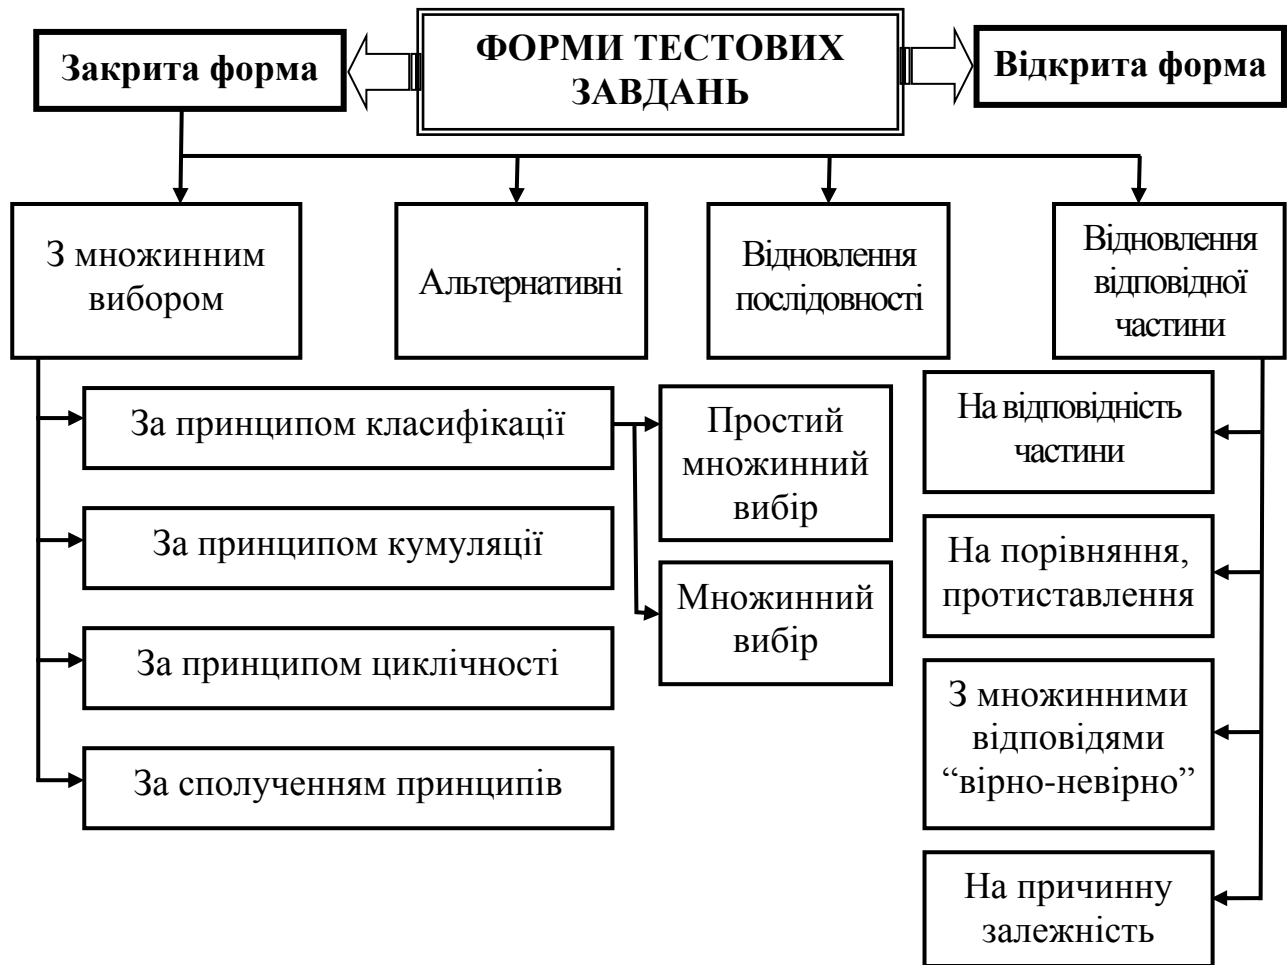 ФОРМИ ТЕСТОВИХ
ЗАВДАНЬ
Закрита форма
Відкрита форма
З множинним
вибором
Альтернативні
Відновлення
послідовності
Відновлення
відповідної
частини
За принципом класифікації
За принципом кумуляції
За принципом циклічності
За сполученням принципів
Простий
множинний
вибір
Множинний
вибір
На відповідність
частини
На порівняння,
протиставлення
З множинними
відповідями
“вірно-невірно”
На причинну
залежність